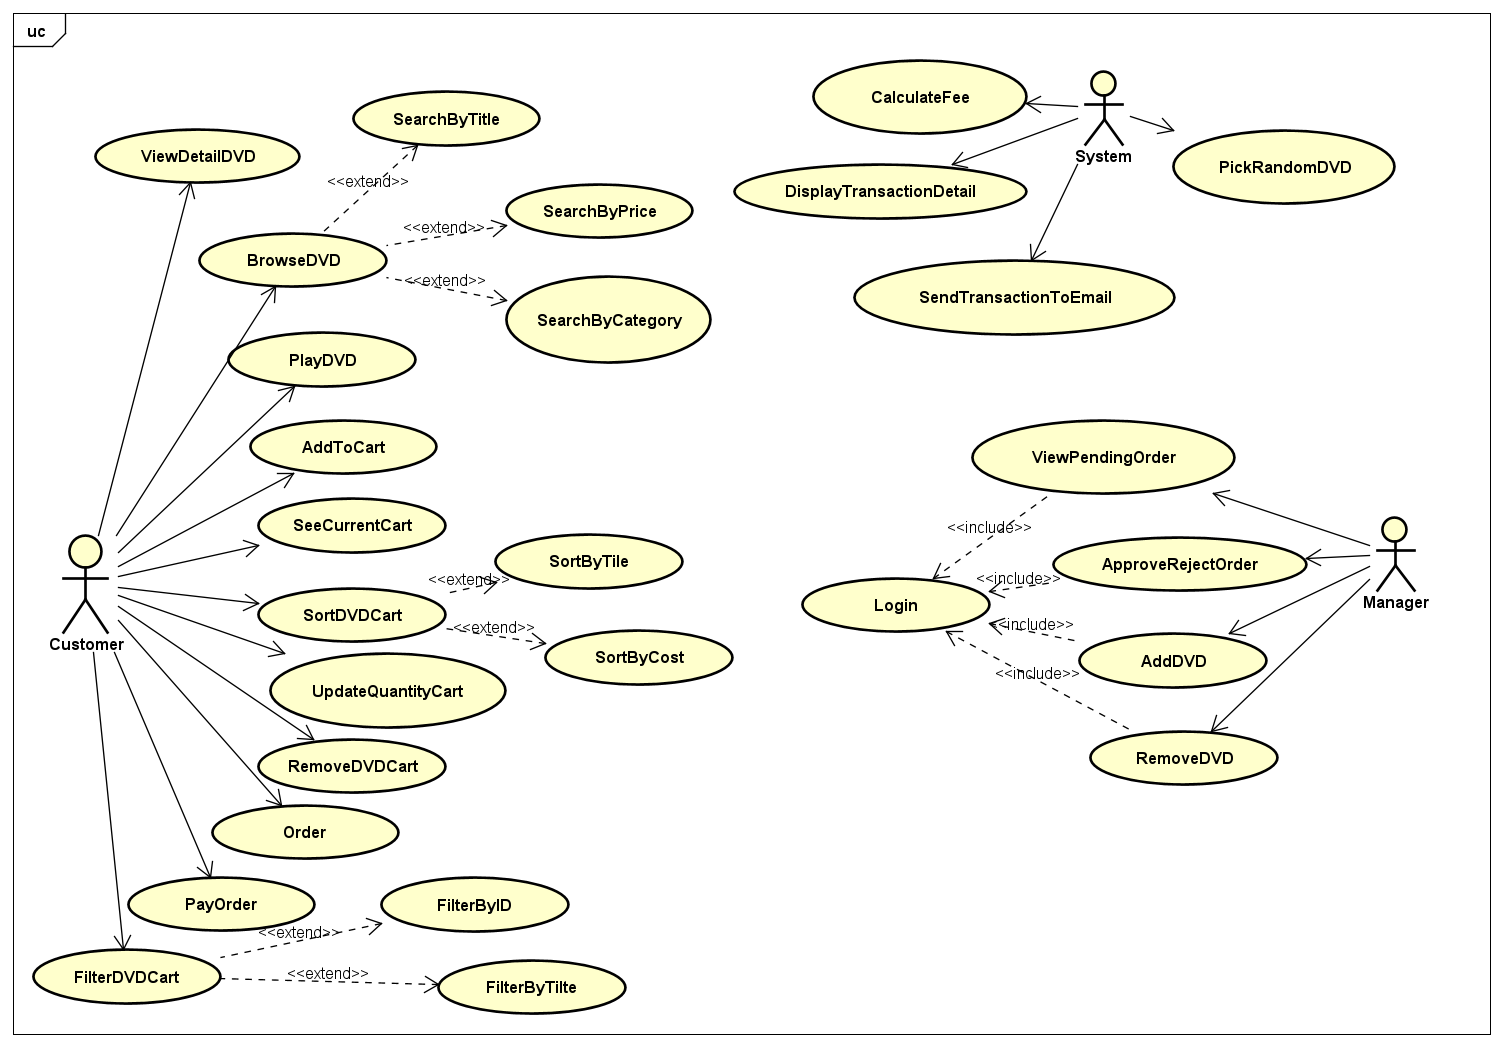 uc
SearchByTitle
ViewDetailDVD
<<extend>>
SearchByPrice
<<extend>>
BrowseDVD
<<extend>>
SearchByCategory
PlayDVD
AddToCart
SeeCurrentCart
Customer
SortByTile
<<extend>>
SortDVDCart
<<extend>>
SortByCost
UpdateQuantityCart
RemoveDVDCart
Order
PayOrder
FilterByID
<<extend>>
FilterDVDCart
<<extend>>
FilterByTilte
CalculateFee
System
PickRandomDVD
DisplayTransactionDetail
SendTransactionToEmail
ViewPendingOrder
<<include>>
ApproveRejectOrder
<<include>>
Manager
Login
<<include>>
AddDVD
<<include>>
RemoveDVD